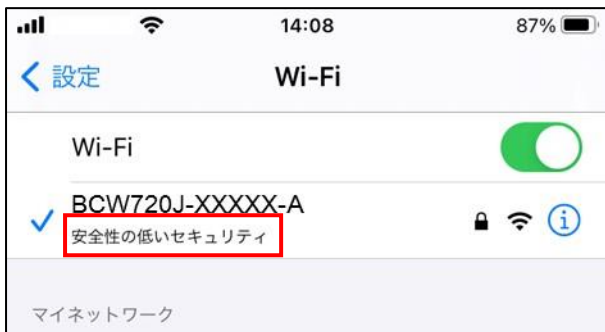 14:08 87%
設定 Wi-Fi
Wi-Fi
BCW720J-XXXXX-A
安全性の低いセキュリティ
マイネットワーク